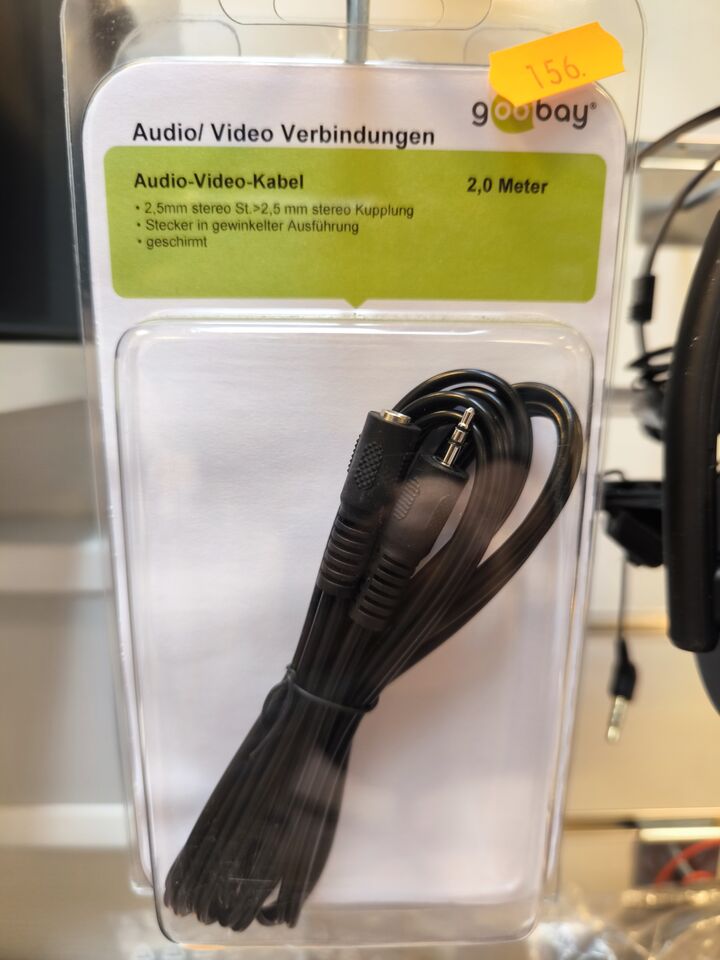 156.
goobay®
Audio/ Video Verbindungen
Audio-Video-Kabel 2,0 Meter
• 2,5mm stereo St.>2,5 mm stereo Kupplung
• Stecker in gewinkelter Ausführung
• geschirmt